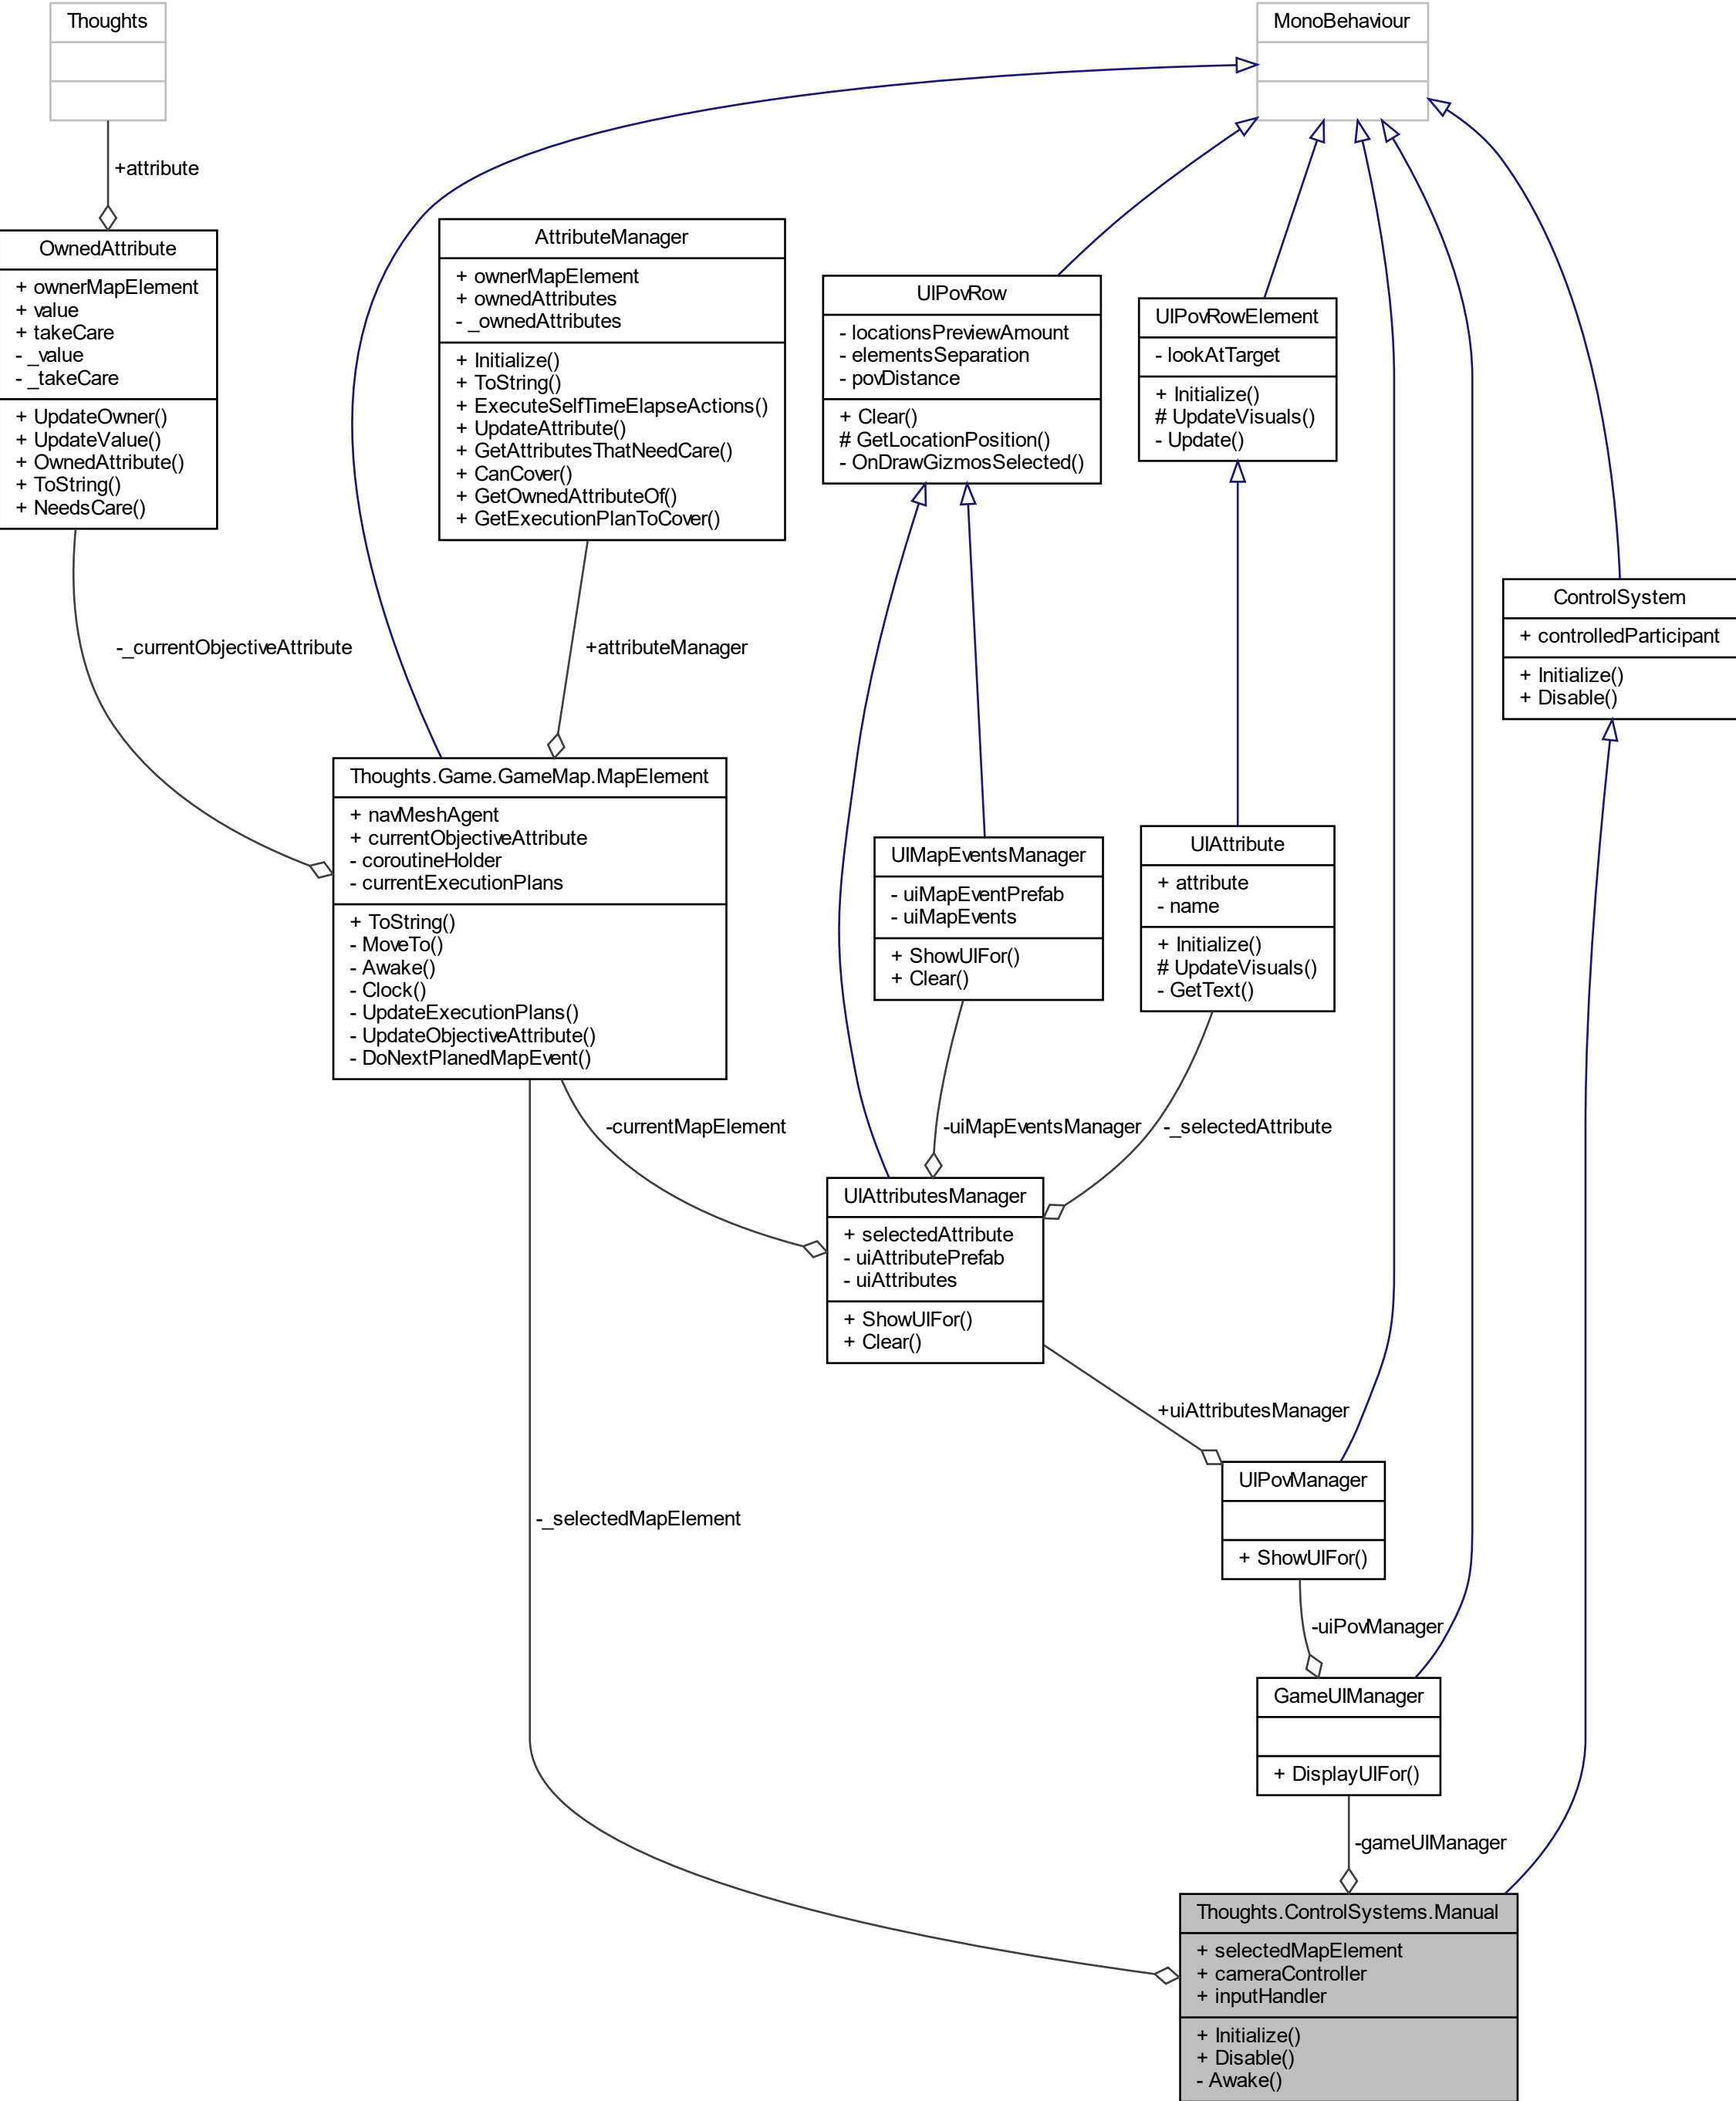 Thoughts
MonoBehaviour
+attribute
OwnedAttribute
+ ownerMapElement
+ value
+ takeCare
- _value
- _takeCare
+ UpdateOwner()
+ UpdateValue()
+ OwnedAttribute()
+ ToString()
+ NeedsCare()
AttributeManager
+ ownerMapElement
+ ownedAttributes
- _ownedAttributes
+ Initialize()
+ ToString()
+ ExecuteSelfTimeElapseActions()
+ UpdateAttribute()
+ GetAttributesThatNeedCare()
+ CanCover()
+ GetOwnedAttributeOf()
+ GetExecutionPlanToCover()
UIPovRow
- locationsPreviewAmount
- elementsSeparation
- povDistance
+ Clear()
# GetLocationPosition()
- OnDrawGizmosSelected()
UIPovRowElement
- lookAtTarget
+ Initialize()
# UpdateVisuals()
- Update()
ControlSystem
+ controlledParticipant
+ Initialize()
+ Disable()
-_currentObjectiveAttribute
+attributeManager
Thoughts.Game.GameMap.MapElement
+ navMeshAgent
+ currentObjectiveAttribute
- coroutineHolder
- currentExecutionPlans
+ ToString()
- MoveTo()
- Awake()
- Clock()
- UpdateExecutionPlans()
- UpdateObjectiveAttribute()
- DoNextPlanedMapEvent()
UIMapEventsManager
- uiMapEventPrefab
- uiMapEvents
+ ShowUIFor()
+ Clear()
UIAttribute
+ attribute
- name
+ Initialize()
# UpdateVisuals()
- GetText()
-currentMapElement
-uiMapEventsManager
-_selectedAttribute
UIAttributesManager
+ selectedAttribute
- uiAttributePrefab
- uiAttributes
+ ShowUIFor()
+ Clear()
+uiAttributesManager
UIPovManager
+ ShowUIFor()
-_selectedMapElement
-uiPovManager
GameUIManager
+ DisplayUIFor()
-gameUIManager
Thoughts.ControlSystems.Manual
+ selectedMapElement
+ cameraController
+ inputHandler
+ Initialize()
+ Disable()
- Awake()